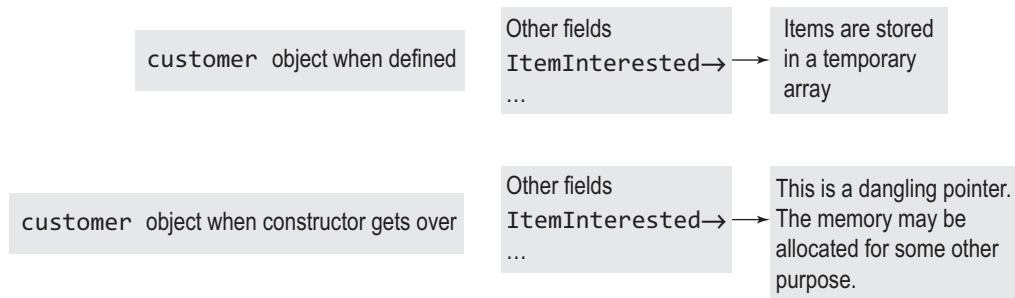 customer object when defined
Other fields
ItemInterested→
…
Items are stored
in a temporary
array
customer object when constructor gets over
Other fields
ItemInterested→
…
This is a dangling pointer.
The memory may be
allocated for some other
purpose.